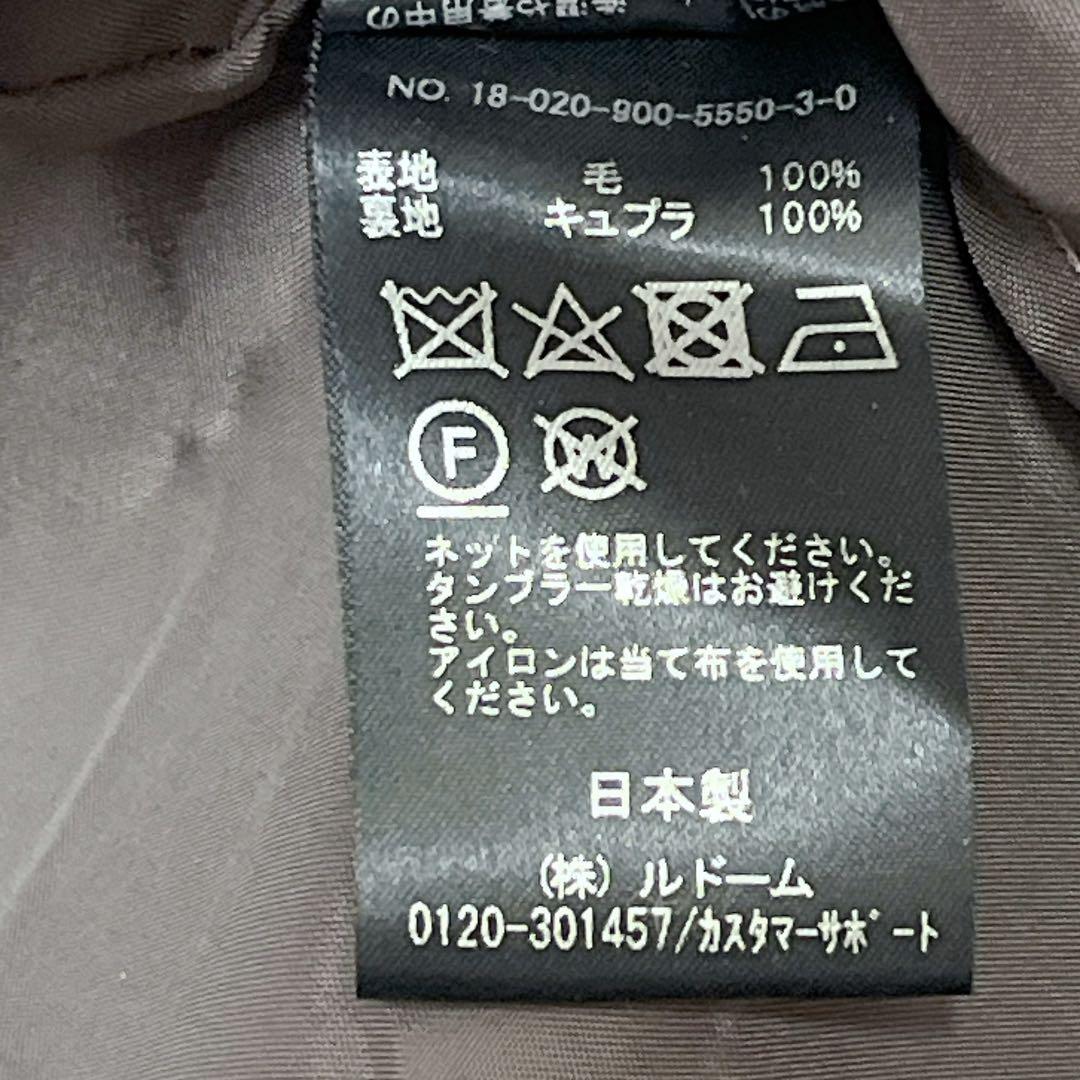 NO. 18-020-900-5550-3-0
表地 毛 100%
裏地 キュプラ 100%
F
W
ネットを使用してください。
タンブラー乾燥はお避けくだ
さい。
アイロンは当て布を使用して
ください。
日本製
(株) ルドーム
0120-301457/カスタマーサポート